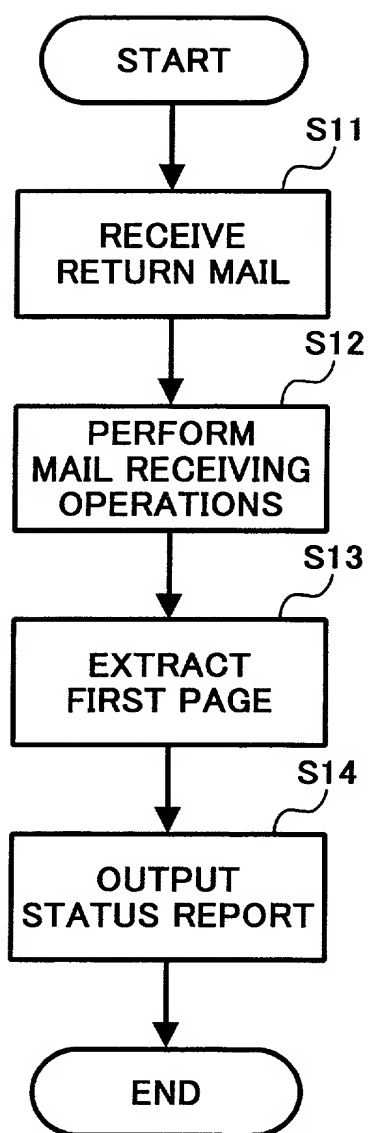 START
S11
RECEIVE
RETURN MAIL
S12
PERFORM
MAIL RECEIVING
OPERATIONS
S13
EXTRACT
FIRST PAGE
S14
OUTPUT
STATUS REPORT
END